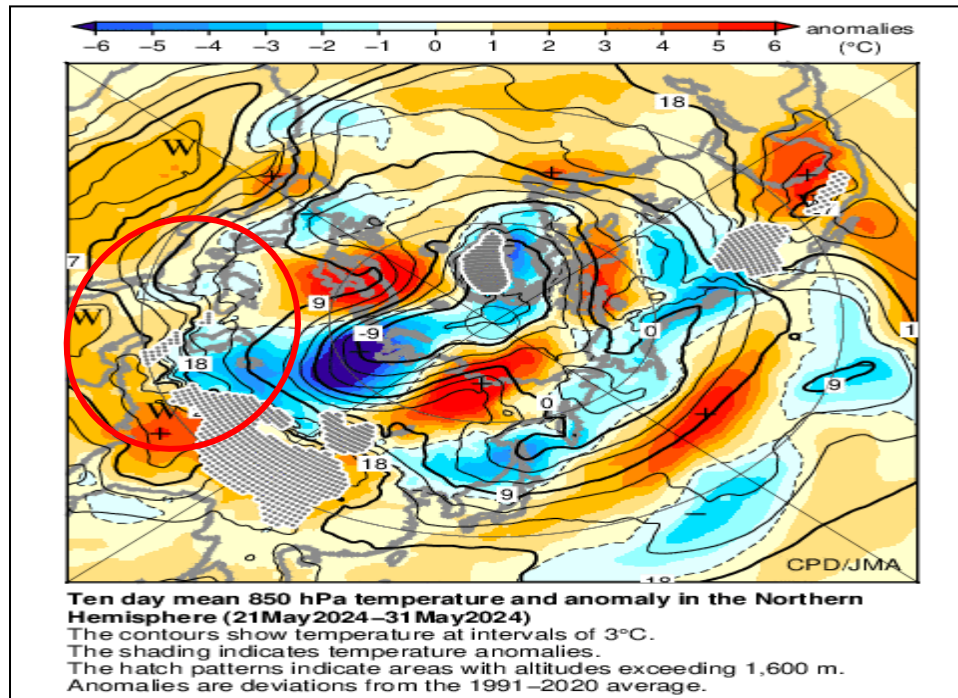 −6 −5 −4 −3 −2 −1 0 1 2 3 4 5 6 anomalies
(°C)
18
W
7
9
W
−9
0
1
18
9
W
0
18
9
18
CPD/JMA
Ten day mean 850 hPa temperature and anomaly in the Northern
Hemisphere (21May2024−31May2024)
The contours show temperature at intervals of 3°C.
The shading indicates temperature anomalies.
The hatch patterns indicate areas with altitudes exceeding 1,600 m.
Anomalies are deviations from the 1991−2020 average.